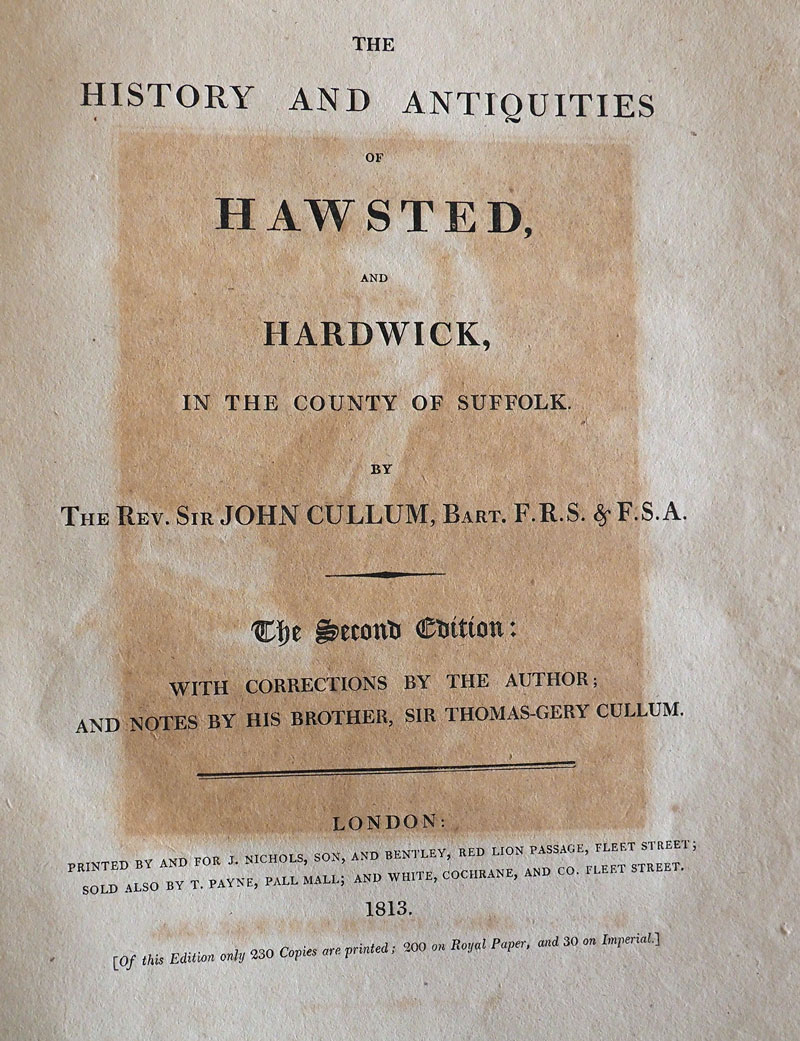 THE
HISTORY AND ANTIQUITIES
OF
HAWSTED,
AND
HARDWICK,
IN THE COUNTY OF SUFFOLK.
BY
THE REV. SIR JOHN CULLUM, BART. F.R.S. & F.S.A.
The Second Edition:
WITH CORRECTIONS BY THE AUTHOR;
AND NOTES BY HIS BROTHER, SIR THOMAS-GERY CULLUM.
LONDON:
PRINTED BY AND FOR J. NICHOLS, SON, AND BENTLEY, RED LION PASSAGE, FLEET STREET;
SOLD ALSO BY T. PAYNE, PALL MALL; AND WHITE, COCHRANE, AND CO. FLEET STREET.
1813.
[Of this Edition only 230 Copies are printed; 200 on Royal Paper, and 30 on Imperial.]